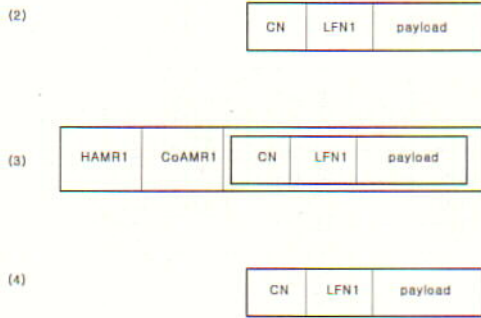 (2) CN LFN1 payload
(3) HAMR1 CoAMR1 CN LFN1 payload
(4) CN LFN1 payload